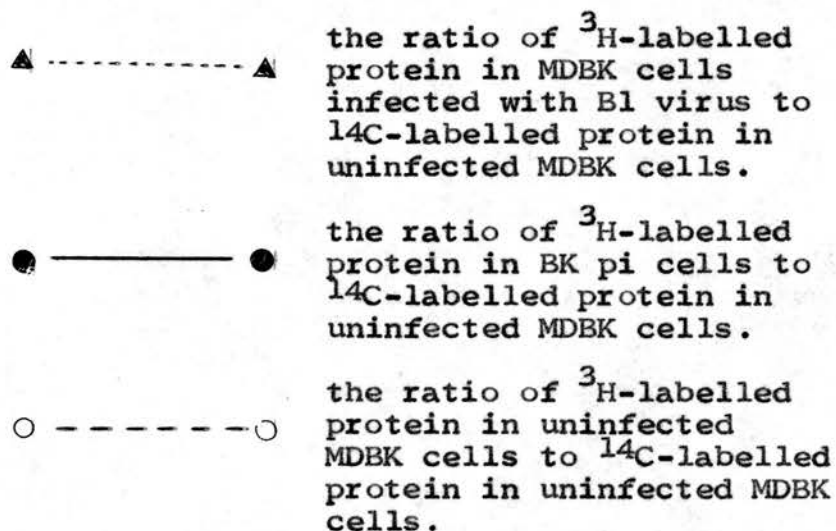 the ratio of ³H-labelled
protein in MDBK cells
infected with Bl virus to
¹⁴C-labelled protein in
uninfected MDBK cells.
the ratio of ³H-labelled
protein in BK pi cells to
¹⁴C-labelled protein in
uninfected MDBK cells.
the ratio of ³H-labelled
protein in uninfected
MDBK cells to ¹⁴C-labelled
protein in uninfected MDBK
cells.